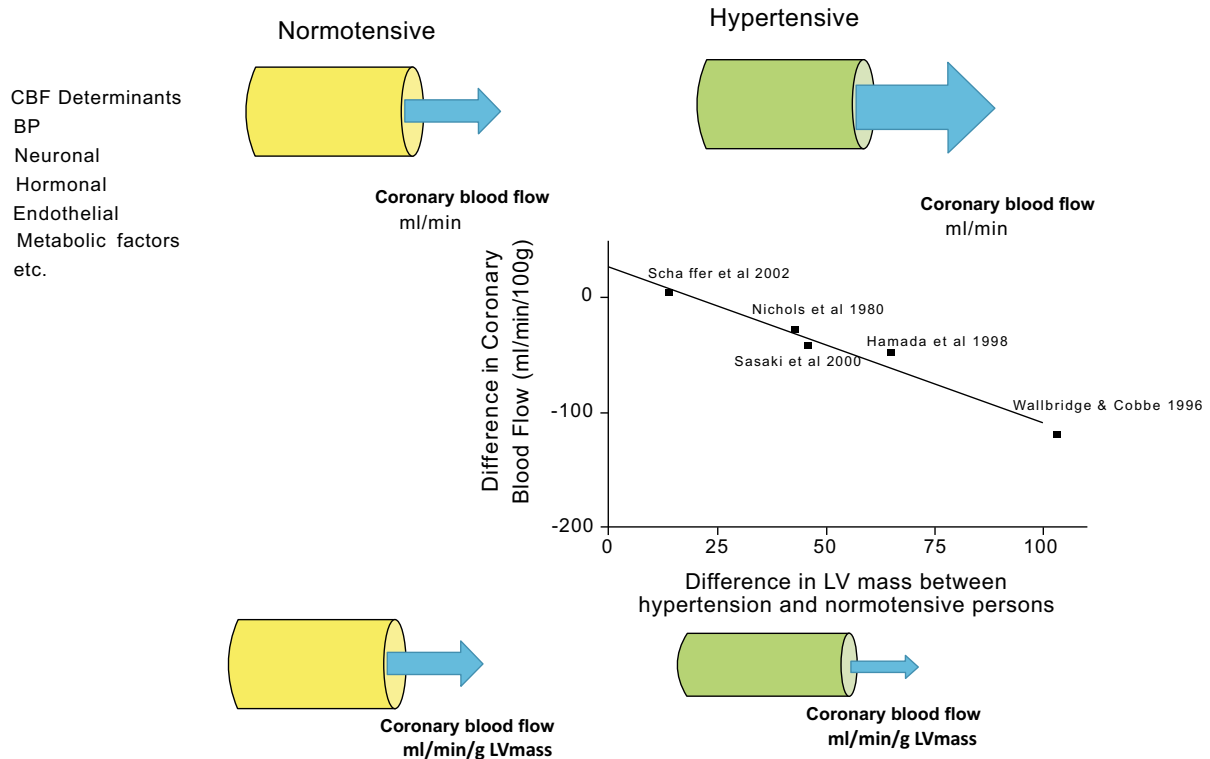 Normotensive
Hypertensive
CBF Determinants
BP
Neuronal
Hormonal
Endothelial
Metabolic factors
etc.
Coronary blood flow
ml/min
Coronary blood flow
ml/min
Difference in Coronary
Blood Flow (ml/min/100g)
0
-100
-200
Scha ffer et al 2002
Nichols et al 1980
Hamada et al 1998
Sasaki et al 2000
Wallbridge & Cobbe 1996
0
25
50
75
100
Difference in LV mass between
hypertension and normotensive persons
Coronary blood flow
ml/min/g LVmass
Coronary blood flow
ml/min/g LVmass